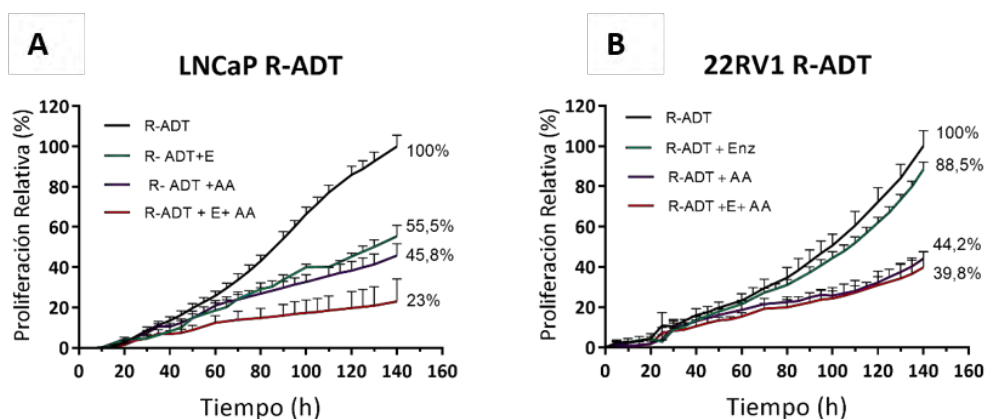 A
LNCaP R-ADT
Proliferación Relativa (%)
120
100
80
60
40
20
0
R-ADT
R- ADT+E
R- ADT +AA
R-ADT + E+ AA
100%
55,5%
45,8%
23%
0 20 40 60 80 100 120 140 160
Tiempo (h)
B
22RV1 R-ADT
Proliferación Relativa (%)
120
100
80
60
40
20
0
R-ADT
R-ADT + Enz
R-ADT + AA
R-ADT +E+ AA
100%
88,5%
44,2%
39,8%
0 20 40 60 80 100 120 140 160
Tiempo (h)